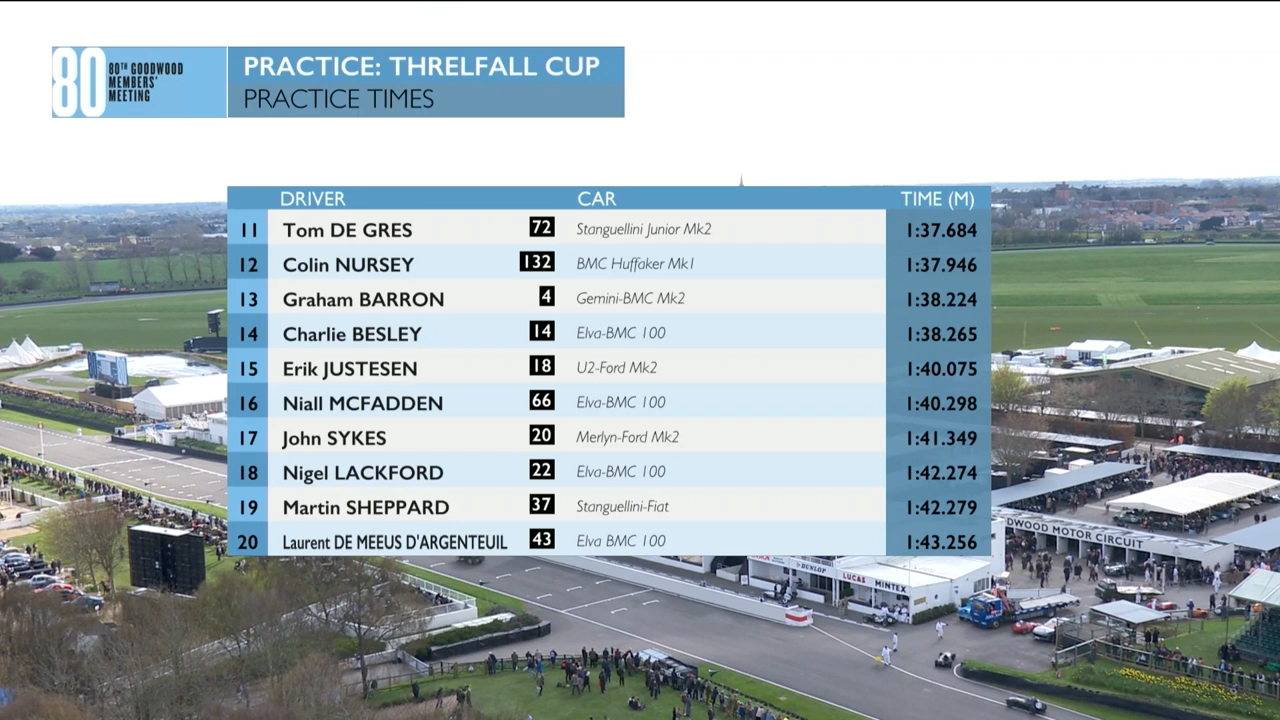 80
80TH GOODWOOD
MEMBERS'
MEETING
PRACTICE: THRELFALL CUP
PRACTICE TIMES
DRIVER CAR TIME (M)
11 Tom DE GRES 72 Stanguellini Junior Mk2 1:37.684
12 Colin NURSEY 132 BMC Huffaker Mk1 1:37.946
13 Graham BARRON 4 Gemini-BMC Mk2 1:38.224
14 Charlie BESLEY 14 Elva-BMC 100 1:38.265
15 Erik JUSTESEN 18 U2-Ford Mk2 1:40.075
16 Niall MCFADDEN 66 Elva-BMC 100 1:40.298
17 John SYKES 20 Merlyn-Ford Mk2 1:41.349
18 Nigel LACKFORD 22 Elva-BMC 100 1:42.274
19 Martin SHEPPARD 37 Stanguellini-Fiat 1:42.279
20 Laurent DE MEEUS D'ARGENTEUIL 43 Elva BMC 100 1:43.256
DWOOD MOTOR CIRCUIT
DUNLOP
LUCAS
MINTEX